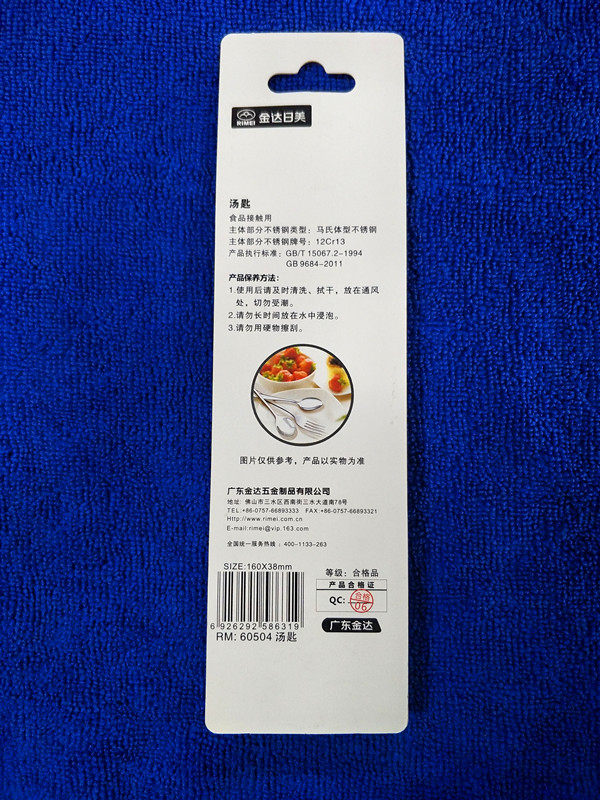 RIMEI 金达日美
汤匙
食品接触用
主体部分不锈钢类型：马氏体型不锈钢
主体部分不锈钢牌号：12Cr13
产品执行标准：GB/T 15067.2-1994
GB 9684-2011
产品保养方法：
1.使用后请及时清洗、拭干，放在通风
处，切勿受潮。
2.请勿长时间放在水中浸泡。
3.请勿用硬物擦刮。
图片仅供参考，产品以实物为准
广东金达五金制品有限公司
地址：佛山市三水区西南街三水大道南78号
TEL:+86-0757-66893333 FAX:+86-0757-66893321
Http://www.rimei.com.cn
E-mail:rimei@vip.163.com
全国统一服务热线：400-1133-263
SIZE:160X38mm
等级：合格品
产品合格证
QC: 合格
06
6 926292 586319
广东金达
RM: 60504 汤匙